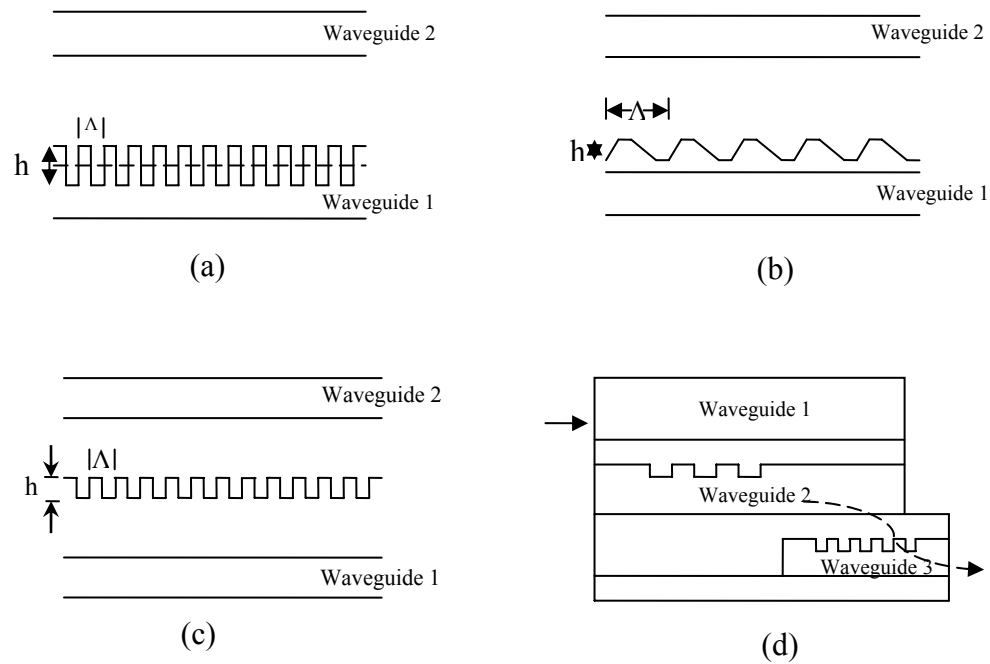 Waveguide 2
|Λ|
h
Waveguide 1
(a)
Waveguide 2
Λ
h
Waveguide 1
(b)
Waveguide 2
|Λ|
h
Waveguide 1
(c)
Waveguide 1
Waveguide 2
Waveguide 3
(d)